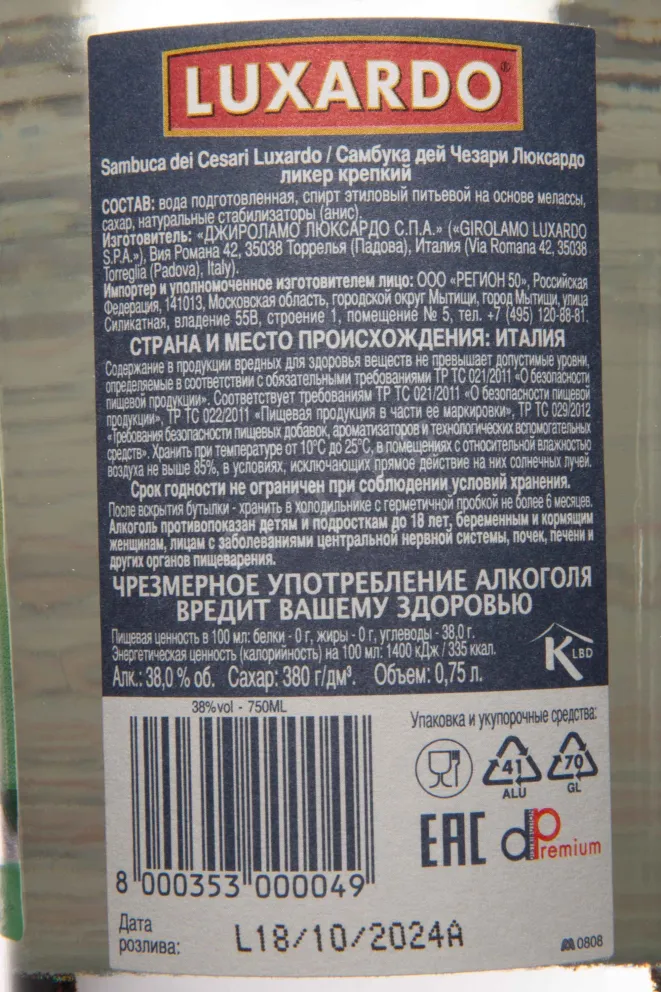 LUXARDO®
Sambuca dei Cesari Luxardo / Самбука дей Чезари Люксардо
ликер крепкий
СОСТАВ: вода подготовленная, спирт этиловый питьевой на основе мелассы,
сахар, натуральные стабилизаторы (анис).
Изготовитель: «ДЖИРОЛАМО ЛЮКСАРДО С.П.А.» («GIROLAMO LUXARDO
S.P.A.»), Вия Романа 42, 35038 Торрелья (Падова), Италия (Via Romana 42, 35038
Torreglia (Padova), Italy).
Импортер и уполномоченное изготовителем лицо: ООО «РЕГИОН 50», Российская
Федерация, 141013, Московская область, городской округ Мытищи, город Мытищи, улица
Силикатная, владение 55В, строение 1, помещение № 5, тел. +7 (495) 120-88-81.
СТРАНА И МЕСТО ПРОИСХОЖДЕНИЯ: ИТАЛИЯ
Содержание в продукции вредных для здоровья веществ не превышает допустимые уровни,
определяемые в соответствии с обязательными требованиями ТР ТС 021/2011 «О безопасности
пищевой продукции». Соответствует требованиям ТР ТС 021/2011 "О безопасности пищевой
продукции", ТР ТС 022/2011 "Пищевая продукция в части ее маркировки", ТР ТС 029/2012
«Требования безопасности пищевых добавок, ароматизаторов и технологических вспомогательных
средств». Хранить при температуре от 10°С до 25°С, в помещениях с относительной влажностью
воздуха не выше 85%, в условиях, исключающих прямое действие на них солнечных лучей.
Срок годности не ограничен при соблюдении условий хранения.
После вскрытия бутылки - хранить в холодильнике с герметичной пробкой не более 6 месяцев.
Алкоголь противопоказан детям и подросткам до 18 лет, беременным и кормящим
женщинам, лицам с заболеваниями центральной нервной системы, почек, печени и
других органов пищеварения.
ЧРЕЗМЕРНОЕ УПОТРЕБЛЕНИЕ АЛКОГОЛЯ
ВРЕДИТ ВАШЕМУ ЗДОРОВЬЮ
Пищевая ценность в 100 мл: белки - 0 г, жиры - 0 г, углеводы - 38,0 г.
Энергетическая ценность (калорийность) на 100 мл: 1400 кДж / 335 ккал.
Алк.: 38,0 % об. Сахар: 380 г/дм³. Объем: 0,75 л.
K LBD
38%vol - 750ML
Упаковка и укупорочные средства:
41 70
ALU GL
EAC dPremium
8 000353 000049
Дата
розлива:
L18/10/2024A
0808